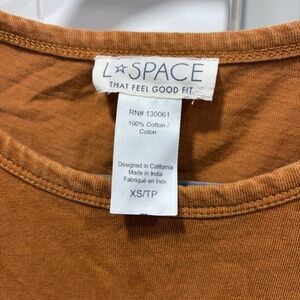 L☆SPACE
THAT FEEL GOOD FIT.
RN# 130061
100% Cotton /
Coton
Designed in California
Made in India
Fabriqué en Inde
XS/TP